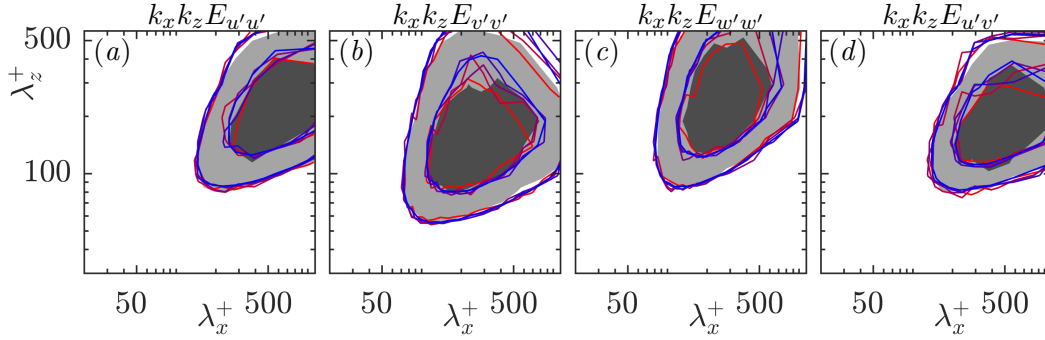 k_x k_z E_{u'u'} k_x k_z E_{v'v'} k_x k_z E_{w'w'} k_x k_z E_{u'v'}
500 (a) (b) (c) (d)
λ_z^+
100
50 500 50 500 50 500 50 500
λ_x^+ λ_x^+ λ_x^+ λ_x^+